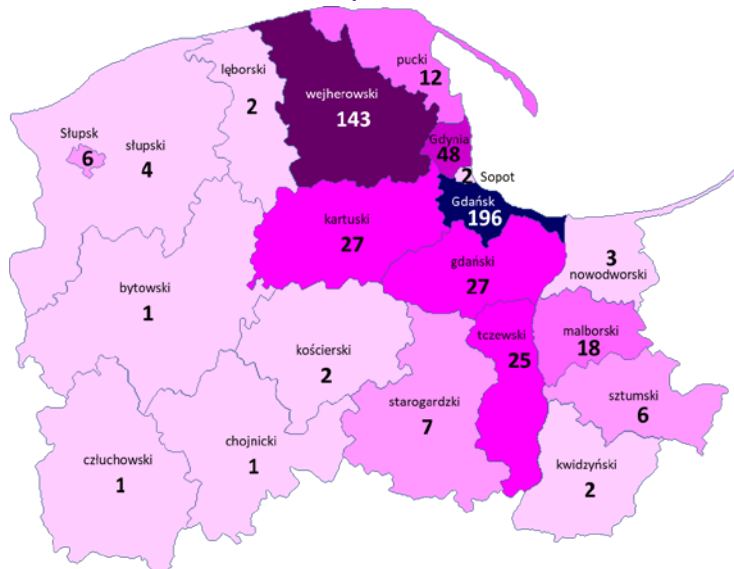 pucki
12
lęborski
2
wejherowski
143
Gdynia
48
Słupsk
6
słupski
4
2 Sopot
Gdańsk
196
kartuski
27
gdański
27
3
nowodworski
bytowski
1
malborski
18
tczewski
25
kościerski
2
starogardzki
7
sztumski
6
chojnicki
1
człuchowski
1
kwidzyński
2